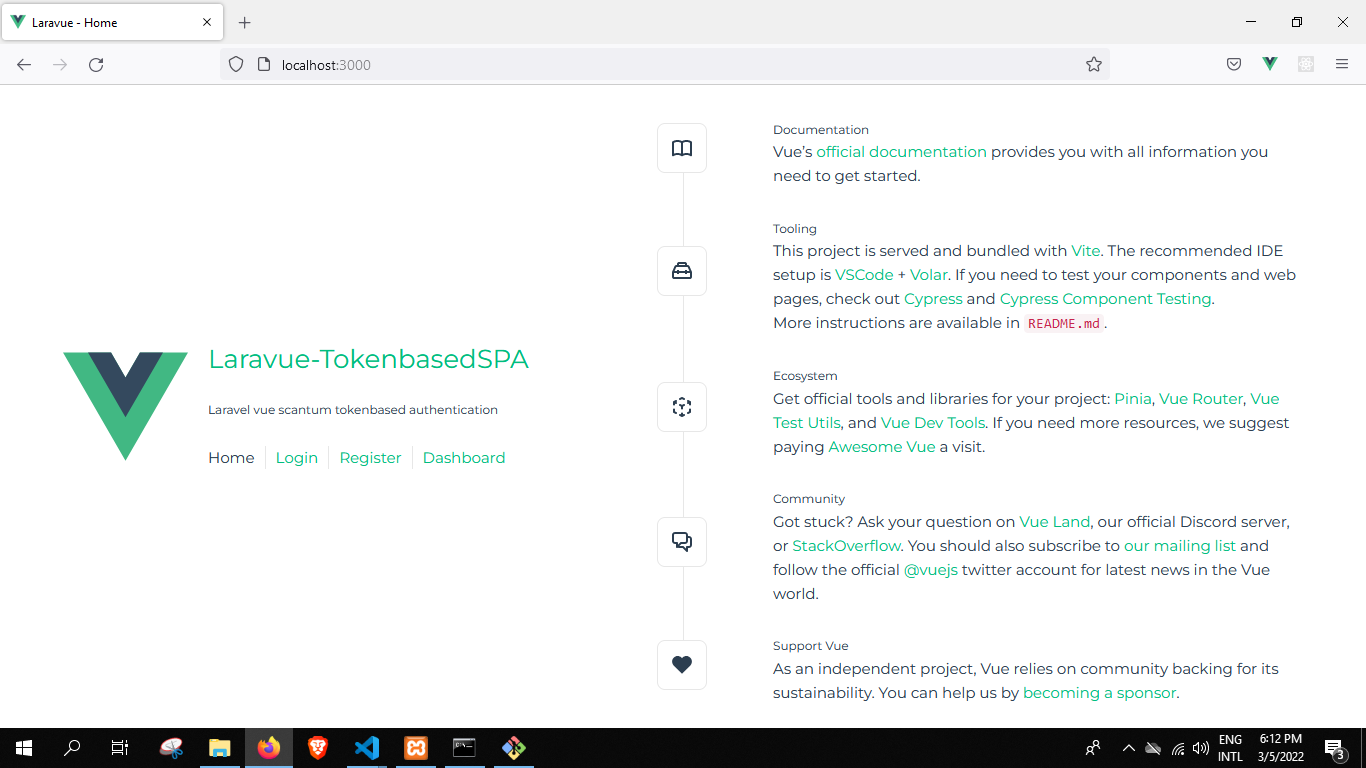 Laravue - Home
localhost:3000
Laravue-TokenbasedSPA
Laravel vue scantum tokenbased authentication
Home Login Register Dashboard
Documentation
Vue’s official documentation provides you with all information you
need to get started.
Tooling
This project is served and bundled with Vite. The recommended IDE
setup is VSCode + Volar. If you need to test your components and web
pages, check out Cypress and Cypress Component Testing.
More instructions are available in README.md.
Ecosystem
Get official tools and libraries for your project: Pinia, Vue Router, Vue
Test Utils, and Vue Dev Tools. If you need more resources, we suggest
paying Awesome Vue a visit.
Community
Got stuck? Ask your question on Vue Land, our official Discord server,
or StackOverflow. You should also subscribe to our mailing list and
follow the official @vuejs twitter account for latest news in the Vue
world.
Support Vue
As an independent project, Vue relies on community backing for its
sustainability. You can help us by becoming a sponsor.
ENG
INTL
6:12 PM
3/5/2022
3